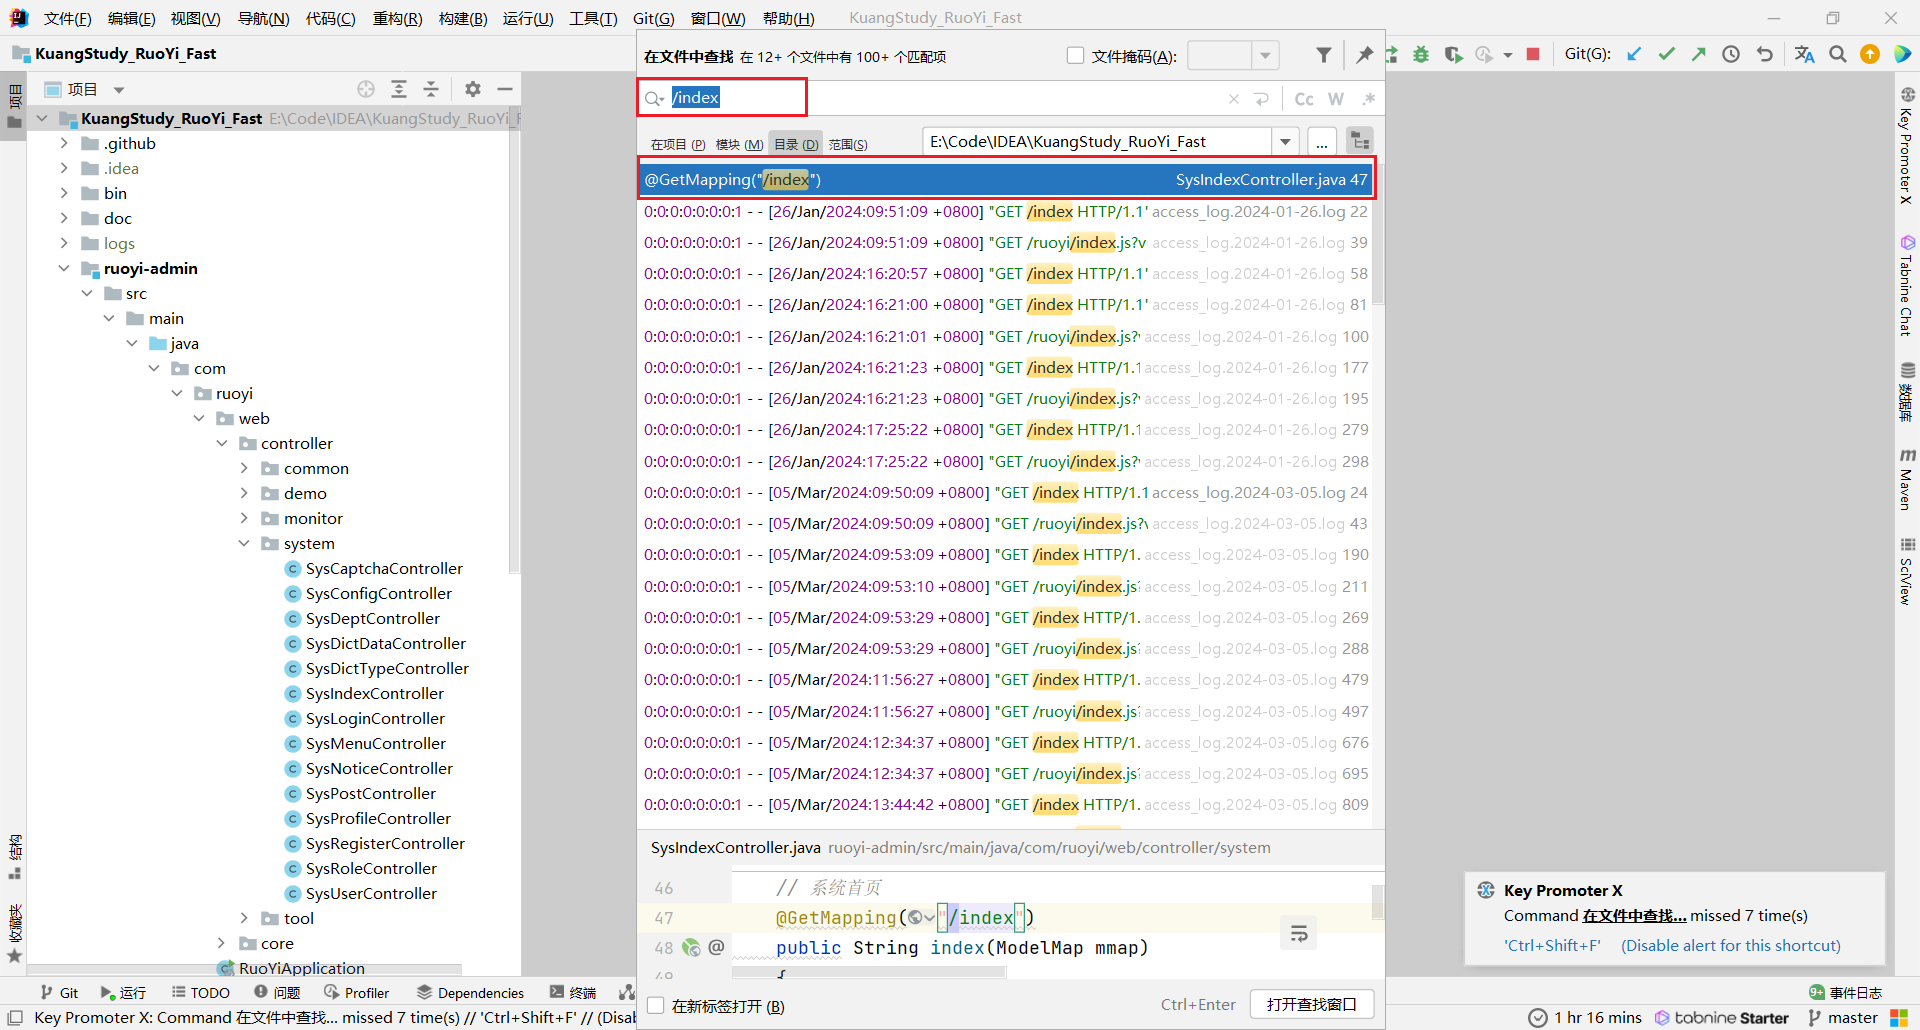 文件(F) 编辑(E) 视图(V) 导航(N) 代码(C) 重构(R) 构建(B) 运行(U) 工具(T) Git(G) 窗口(W) 帮助(H) KuangStudy_RuoYi_Fast
KuangStudy_RuoYi_Fast
Git(G):
项目
项目
KuangStudy_RuoYi_Fast E:\Code\IDEA\KuangStudy_RuoYi_F
.github
.idea
bin
doc
logs
ruoyi-admin
src
main
java
com
ruoyi
web
controller
common
demo
monitor
system
SysCaptchaController
SysConfigController
SysDeptController
SysDictDataController
SysDictTypeController
SysIndexController
SysLoginController
SysMenuController
SysNoticeController
SysPostController
SysProfileController
SysRegisterController
SysRoleController
SysUserController
tool
core
RuoYiApplication
结构
收藏夹
在文件中查找 在 12+ 个文件中有 100+ 个匹配项
文件掩码(A):
/index
Cc W .*
在项目 (P) 模块 (M) 目录 (D) 范围(S)
E:\Code\IDEA\KuangStudy_RuoYi_Fast
...
@GetMapping("/index") SysIndexController.java 47
0:0:0:0:0:0:0:1 - - [26/Jan/2024:09:51:09 +0800] "GET /index HTTP/1.1" access_log.2024-01-26.log 22
0:0:0:0:0:0:0:1 - - [26/Jan/2024:09:51:09 +0800] "GET /ruoyi/index.js?v access_log.2024-01-26.log 39
0:0:0:0:0:0:0:1 - - [26/Jan/2024:16:20:57 +0800] "GET /index HTTP/1.1" access_log.2024-01-26.log 58
0:0:0:0:0:0:0:1 - - [26/Jan/2024:16:21:00 +0800] "GET /index HTTP/1.1" access_log.2024-01-26.log 81
0:0:0:0:0:0:0:1 - - [26/Jan/2024:16:21:01 +0800] "GET /ruoyi/index.js? access_log.2024-01-26.log 100
0:0:0:0:0:0:0:1 - - [26/Jan/2024:16:21:23 +0800] "GET /index HTTP/1.1 access_log.2024-01-26.log 177
0:0:0:0:0:0:0:1 - - [26/Jan/2024:16:21:23 +0800] "GET /ruoyi/index.js? access_log.2024-01-26.log 195
0:0:0:0:0:0:0:1 - - [26/Jan/2024:17:25:22 +0800] "GET /index HTTP/1.1 access_log.2024-01-26.log 279
0:0:0:0:0:0:0:1 - - [26/Jan/2024:17:25:22 +0800] "GET /ruoyi/index.js? access_log.2024-01-26.log 298
0:0:0:0:0:0:0:1 - - [05/Mar/2024:09:50:09 +0800] "GET /index HTTP/1.1 access_log.2024-03-05.log 24
0:0:0:0:0:0:0:1 - - [05/Mar/2024:09:50:09 +0800] "GET /ruoyi/index.js?v access_log.2024-03-05.log 43
0:0:0:0:0:0:0:1 - - [05/Mar/2024:09:53:09 +0800] "GET /index HTTP/1. access_log.2024-03-05.log 190
0:0:0:0:0:0:0:1 - - [05/Mar/2024:09:53:10 +0800] "GET /ruoyi/index.js? access_log.2024-03-05.log 211
0:0:0:0:0:0:0:1 - - [05/Mar/2024:09:53:29 +0800] "GET /index HTTP/1. access_log.2024-03-05.log 269
0:0:0:0:0:0:0:1 - - [05/Mar/2024:09:53:29 +0800] "GET /ruoyi/index.js? access_log.2024-03-05.log 288
0:0:0:0:0:0:0:1 - - [05/Mar/2024:11:56:27 +0800] "GET /index HTTP/1. access_log.2024-03-05.log 479
0:0:0:0:0:0:0:1 - - [05/Mar/2024:11:56:27 +0800] "GET /ruoyi/index.js? access_log.2024-03-05.log 497
0:0:0:0:0:0:0:1 - - [05/Mar/2024:12:34:37 +0800] "GET /index HTTP/1. access_log.2024-03-05.log 676
0:0:0:0:0:0:0:1 - - [05/Mar/2024:12:34:37 +0800] "GET /ruoyi/index.js? access_log.2024-03-05.log 695
0:0:0:0:0:0:0:1 - - [05/Mar/2024:13:44:42 +0800] "GET /index HTTP/1. access_log.2024-03-05.log 809
SysIndexController.java ruoyi-admin/src/main/java/com/ruoyi/web/controller/system
46 // 系统首页
47 @GetMapping("/index")
48 public String index(ModelMap mmap)
49 {
在新标签打开 (B) Ctrl+Enter 打开查找窗口
Key Promoter X
Tabnine Chat
数据库
Maven
SciView
Key Promoter X
Command 在文件中查找... missed 7 time(s)
'Ctrl+Shift+F' (Disable alert for this shortcut)
Git 运行 TODO 问题 Profiler Dependencies 终端 9+ 事件日志
Key Promoter X: Command 在文件中查找... missed 7 time(s) // 'Ctrl+Shift+F' // (Disab 1 hr 16 mins tabnine Starter master